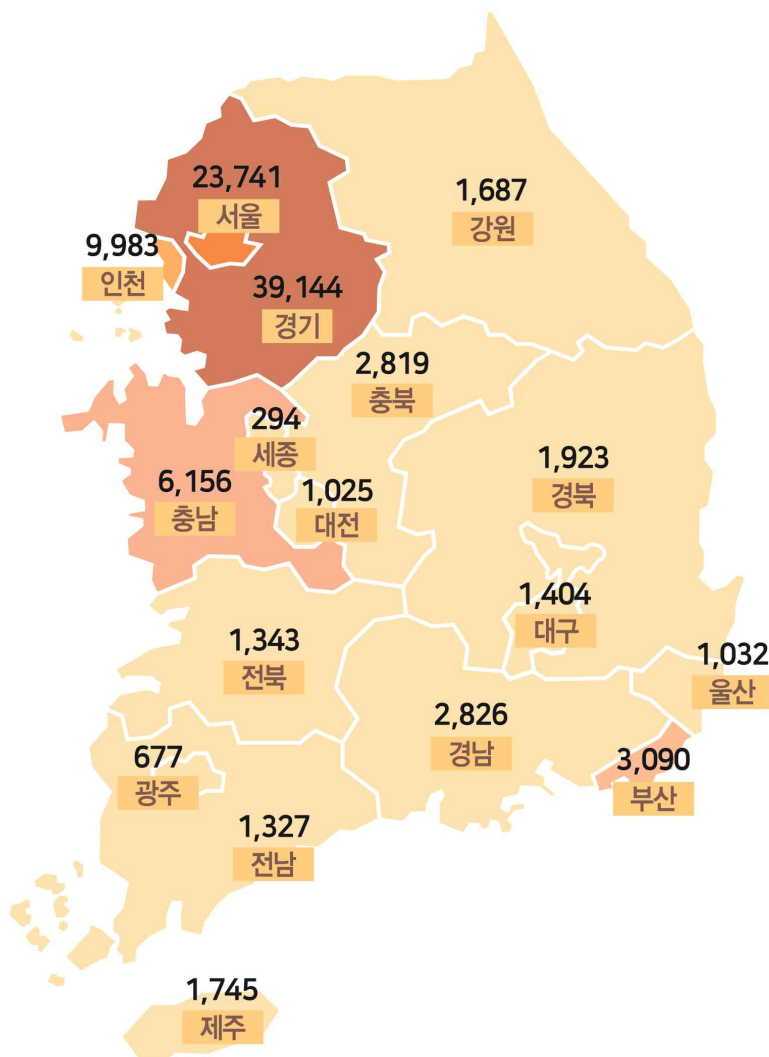 23,741
서울
1,687
강원
9,983
인천
39,144
경기
2,819
충북
294
세종
1,923
경북
6,156
충남
1,025
대전
1,404
대구
1,343
전북
1,032
울산
2,826
경남
677
광주
3,090
부산
1,327
전남
1,745
제주